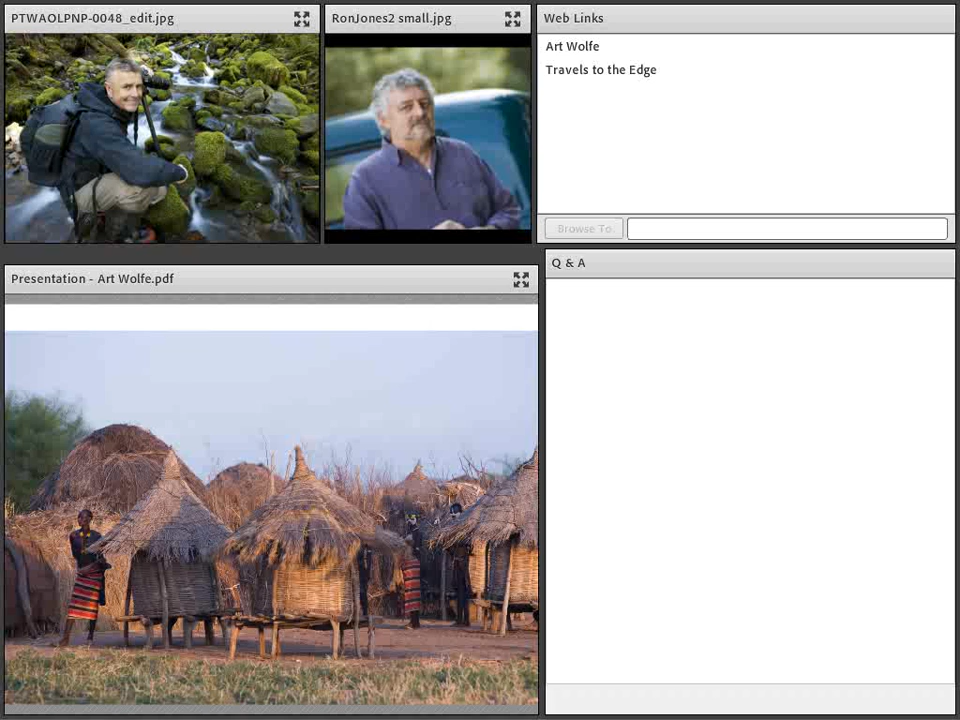 PTWAOLPNP-0048_edit.jpg
RonJones2 small.jpg
Web Links
Art Wolfe
Travels to the Edge
Browse To
Presentation - Art Wolfe.pdf
Q & A